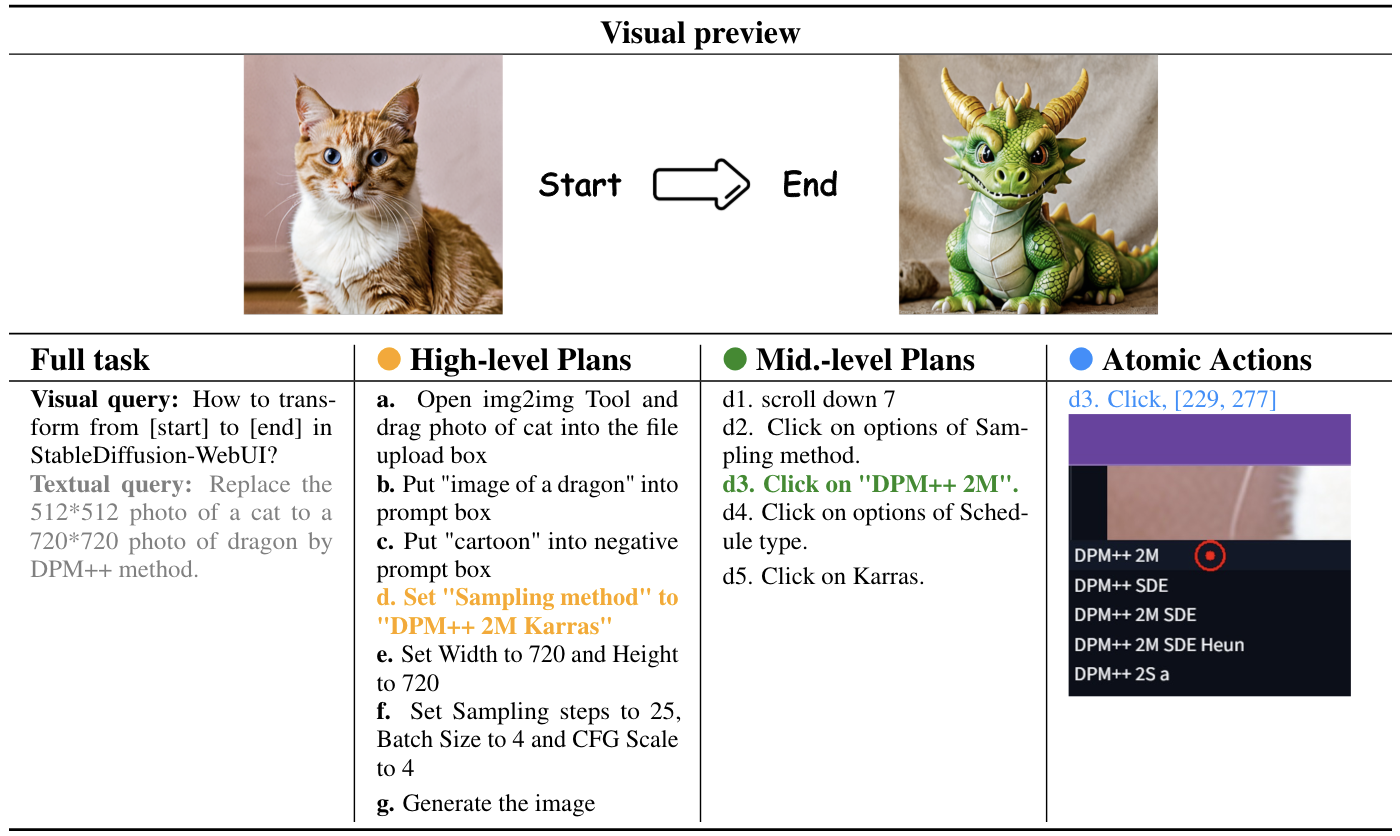 Visual preview
Start
End
Full task
Visual query: How to trans-
form from [start] to [end] in
StableDiffusion-WebUI?
Textual query: Replace the
512*512 photo of a cat to a
720*720 photo of dragon by
DPM++ method.
High-level Plans
a. Open img2img Tool and
drag photo of cat into the file
upload box
b. Put "image of a dragon" into
prompt box
c. Put "cartoon" into negative
prompt box
d. Set "Sampling method" to
"DPM++ 2M Karras"
e. Set Width to 720 and Height
to 720
f. Set Sampling steps to 25,
Batch Size to 4 and CFG Scale
to 4
g. Generate the image
Mid.-level Plans
d1. scroll down 7
d2. Click on options of Sam-
pling method.
d3. Click on "DPM++ 2M".
d4. Click on options of Sched-
ule type.
d5. Click on Karras.
Atomic Actions
d3. Click, [229, 277]
DPM++ 2M
DPM++ SDE
DPM++ 2M SDE
DPM++ 2M SDE Heun
DPM++ 2S a